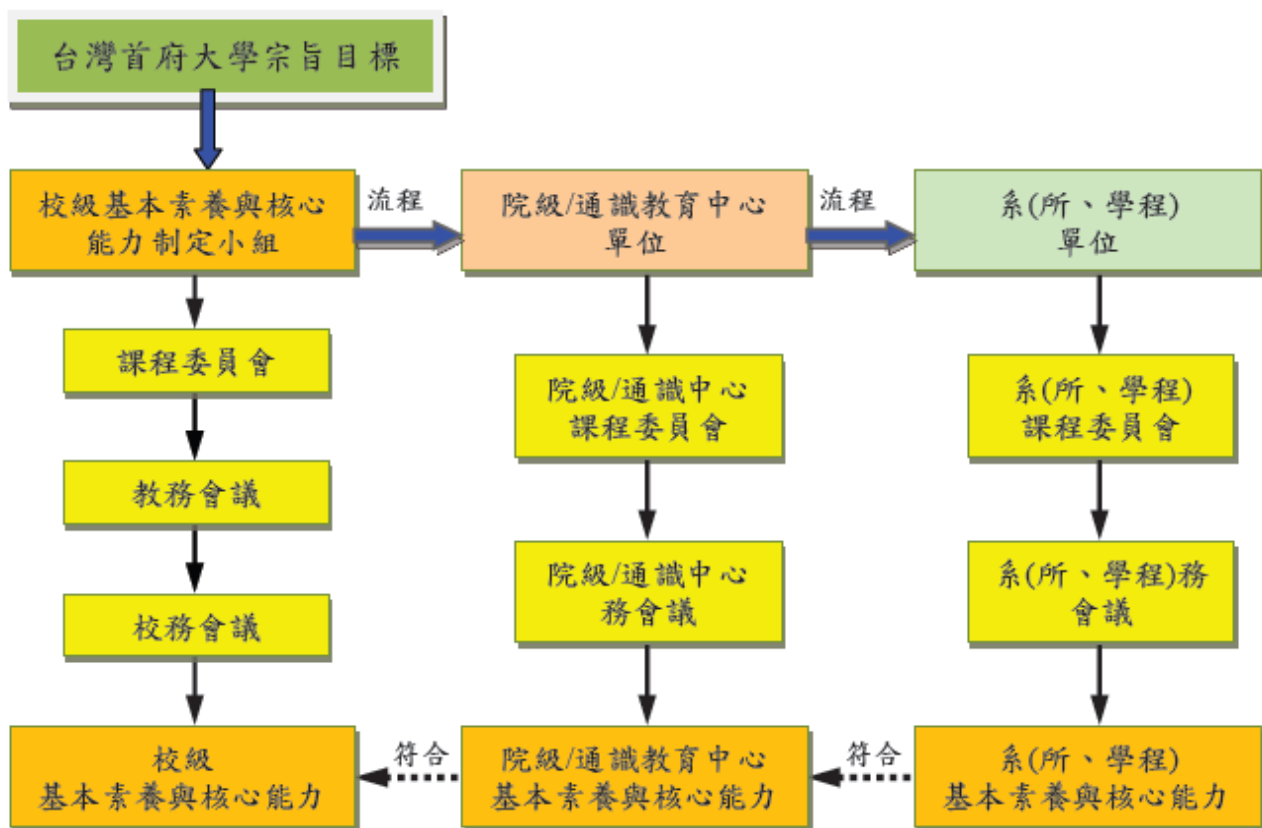 台灣首府大學宗旨目標
校級基本素養與核心
能力制定小組
流程
院級/通識教育中心
單位
流程
系(所、學程)
單位
課程委員會
教務會議
校務會議
院級/通識中心
課程委員會
院級/通識中心
務會議
系(所、學程)
課程委員會
系(所、學程)務
會議
校級
基本素養與核心能力
符合
院級/通識教育中心
基本素養與核心能力
符合
系(所、學程)
基本素養與核心能力